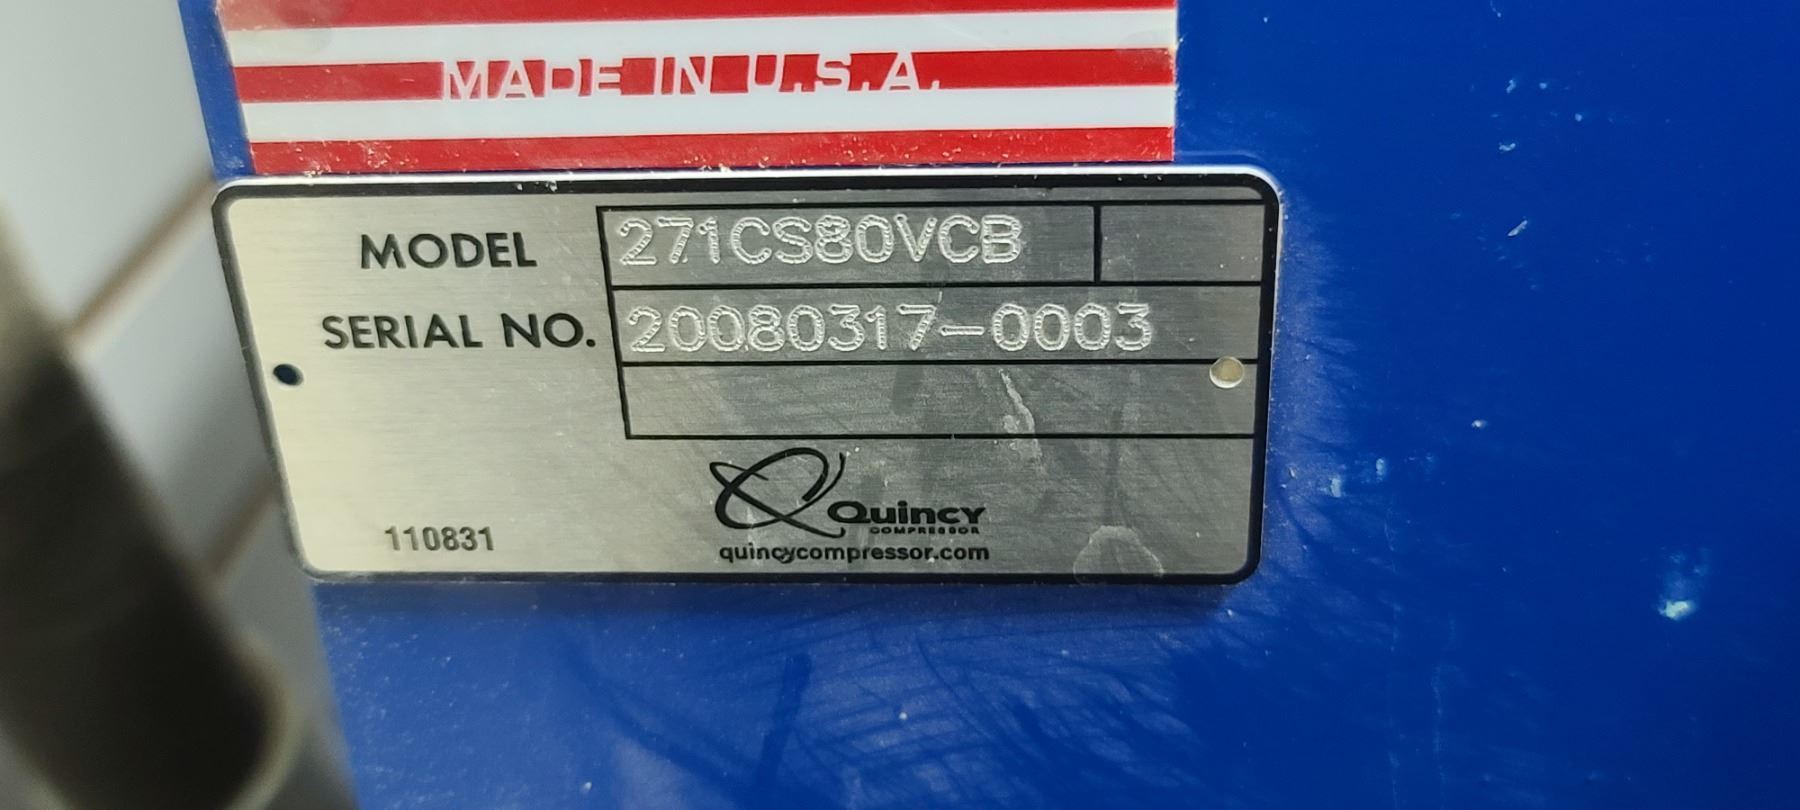 MADE IN U.S.A.
MODEL 271CS80VCB
SERIAL NO. 20080317-0003
Quincy
COMPRESSOR
quincycompressor.com
110831